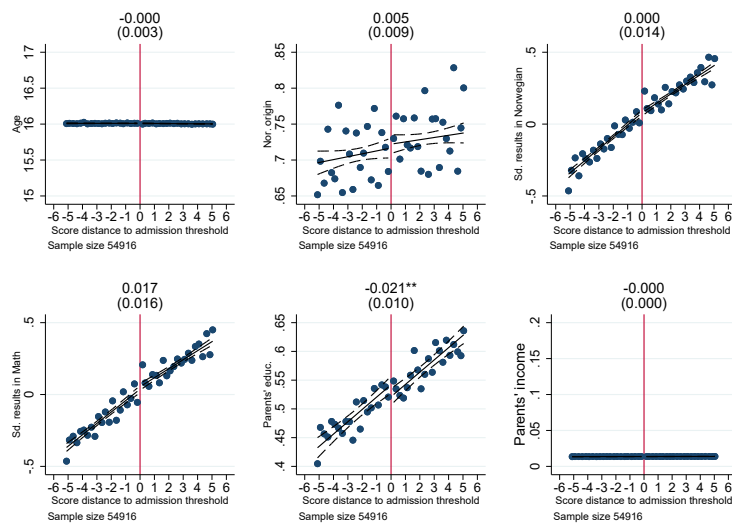 -0.000
(0.003)
Age
17
16.5
16
15.5
15
-6 -5 -4 -3 -2 -1 0 1 2 3 4 5 6
Score distance to admission threshold
Sample size 54916
0.005
(0.009)
Nor. origin
.85
.8
.75
.7
.65
-6 -5 -4 -3 -2 -1 0 1 2 3 4 5 6
Score distance to admission threshold
Sample size 54916
0.000
(0.014)
Sd. results in Norwegian
.5
0
-.5
-6 -5 -4 -3 -2 -1 0 1 2 3 4 5 6
Score distance to admission threshold
Sample size 54916
0.017
(0.016)
Sd. results in Math
.5
0
-.5
-6 -5 -4 -3 -2 -1 0 1 2 3 4 5 6
Score distance to admission threshold
Sample size 54916
-0.021**
(0.010)
Parents' educ.
.65
.6
.55
.5
.45
.4
-6 -5 -4 -3 -2 -1 0 1 2 3 4 5 6
Score distance to admission threshold
Sample size 54916
-0.000
(0.000)
Parents' income
.2
.15
.1
.05
0
-6 -5 -4 -3 -2 -1 0 1 2 3 4 5 6
Score distance to admission threshold
Sample size 54916